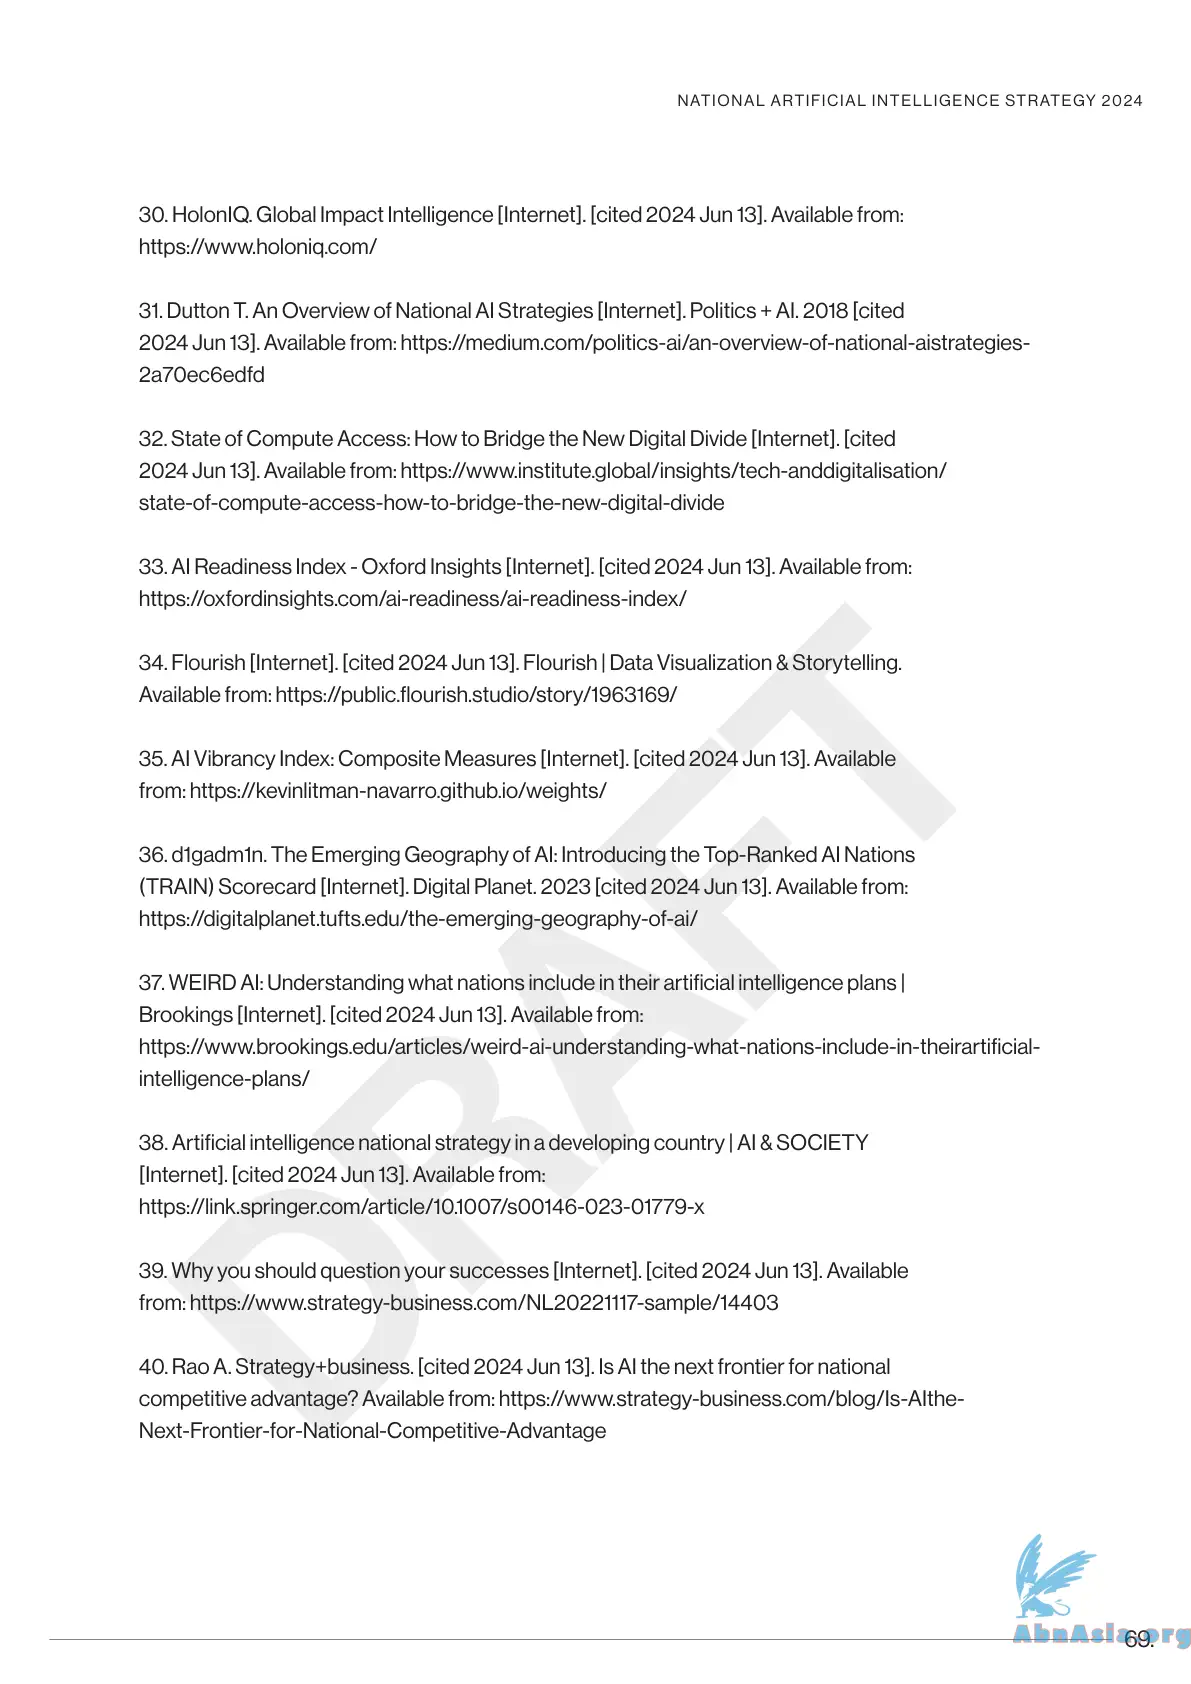 NATIONAL ARTIFICIAL INTELLIGENCE STRATEGY 2024
30. HolonIQ. Global Impact Intelligence [Internet]. [cited 2024 Jun 13]. Available from:
https://www.holoniq.com/
31. Dutton T. An Overview of National AI Strategies [Internet]. Politics + AI. 2018 [cited
2024 Jun 13]. Available from: https://medium.com/politics-ai/an-overview-of-national-aistrategies-
2a70ec6edfd
32. State of Compute Access: How to Bridge the New Digital Divide [Internet]. [cited
2024 Jun 13]. Available from: https://www.institute.global/insights/tech-anddigitalisation/
state-of-compute-access-how-to-bridge-the-new-digital-divide
33. AI Readiness Index - Oxford Insights [Internet]. [cited 2024 Jun 13]. Available from:
https://oxfordinsights.com/ai-readiness/ai-readiness-index/
34. Flourish [Internet]. [cited 2024 Jun 13]. Flourish | Data Visualization & Storytelling.
Available from: https://public.flourish.studio/story/1963169/
35. AI Vibrancy Index: Composite Measures [Internet]. [cited 2024 Jun 13]. Available
from: https://kevinlitman-navarro.github.io/weights/
36. d1gadm1n. The Emerging Geography of AI: Introducing the Top-Ranked AI Nations
(TRAIN) Scorecard [Internet]. Digital Planet. 2023 [cited 2024 Jun 13]. Available from:
https://digitalplanet.tufts.edu/the-emerging-geography-of-ai/
37. WEIRD AI: Understanding what nations include in their artificial intelligence plans |
Brookings [Internet]. [cited 2024 Jun 13]. Available from:
https://www.brookings.edu/articles/weird-ai-understanding-what-nations-include-in-theirartificial-
intelligence-plans/
38. Artificial intelligence national strategy in a developing country | AI & SOCIETY
[Internet]. [cited 2024 Jun 13]. Available from:
https://link.springer.com/article/10.1007/s00146-023-01779-x
39. Why you should question your successes [Internet]. [cited 2024 Jun 13]. Available
from: https://www.strategy-business.com/NL20221117-sample/14403
40. Rao A. Strategy+business. [cited 2024 Jun 13]. Is AI the next frontier for national
competitive advantage? Available from: https://www.strategy-business.com/blog/Is-AIthe-
Next-Frontier-for-National-Competitive-Advantage
DRAFT
AbnAsia.org
69.